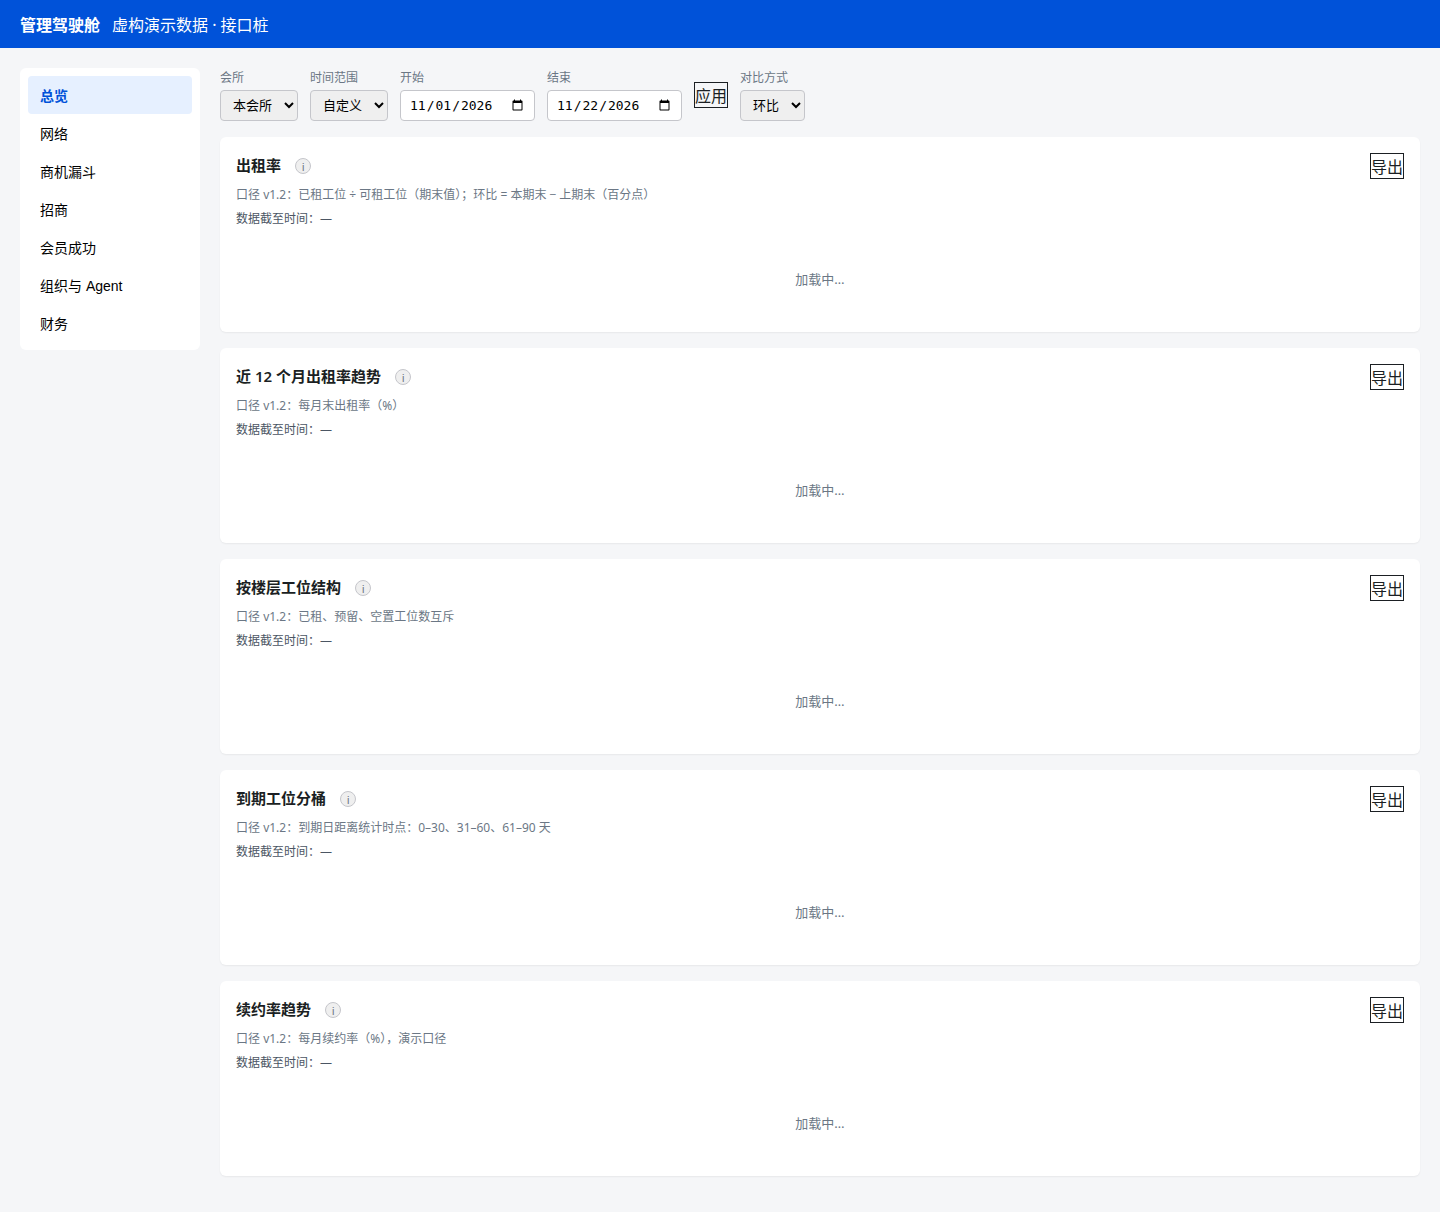 管理驾驶舱 虚构演示数据 · 接口桩
总览
网络
商机漏斗
招商
会员成功
组织与 Agent
财务
会所 时间范围 开始 结束 对比方式
本会所 自定义 11/01/2026 11/22/2026 应用 环比
出租率 i 导出
口径 v1.2：已租工位 ÷ 可租工位（期末值）；环比 = 本期末 − 上期末（百分点）
数据截至时间：—
加载中…
近 12 个月出租率趋势 i 导出
口径 v1.2：每月末出租率（%）
数据截至时间：—
加载中…
按楼层工位结构 i 导出
口径 v1.2：已租、预留、空置工位数互斥
数据截至时间：—
加载中…
到期工位分桶 i 导出
口径 v1.2：到期日距离统计时点：0–30、31–60、61–90 天
数据截至时间：—
加载中…
续约率趋势 i 导出
口径 v1.2：每月续约率（%），演示口径
数据截至时间：—
加载中…